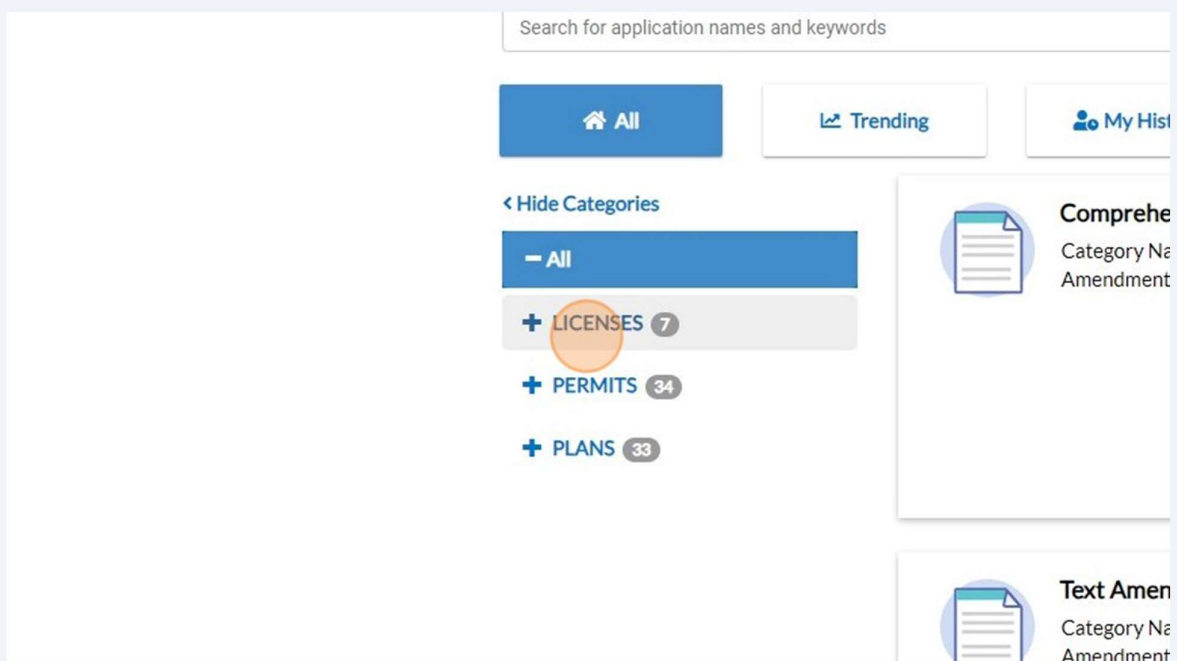 Search for application names and keywords
All
Trending
My Hist
Hide Categories
All
LICENSES 7
PERMITS 34
PLANS 33
Comprehe
Category Na
Amendment
Text Amen
Category Na
Amendment